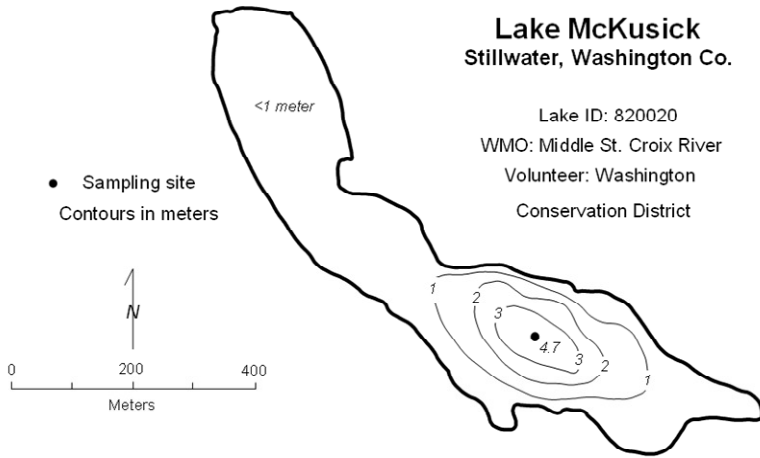 Lake McKusick
Stillwater, Washington Co.
Lake ID: 820020
WMO: Middle St. Croix River
Volunteer: Washington
Conservation District
<1 meter
Sampling site
Contours in meters
N
0 200 400
Meters
1
2
3
4.7
3
2
1